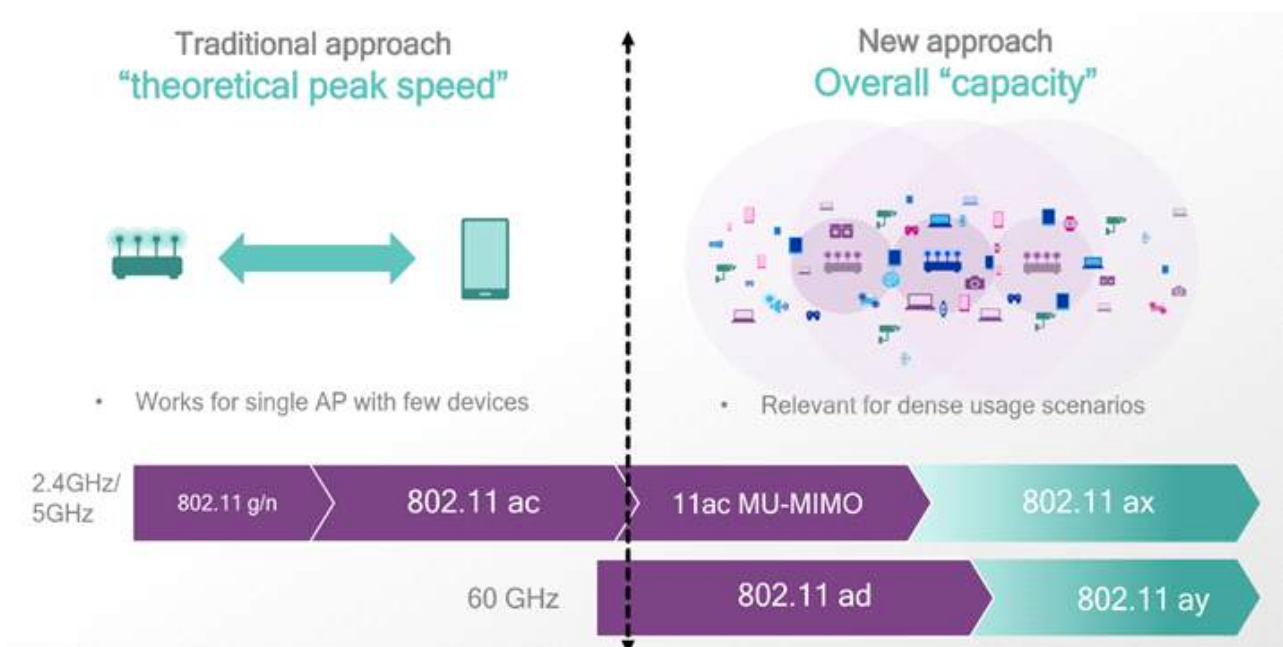 Traditional approach
“theoretical peak speed”
New approach
Overall “capacity”
• Works for single AP with few devices
• Relevant for dense usage scenarios
2.4GHz/
5GHz
802.11 g/n
802.11 ac
11ac MU-MIMO
802.11 ax
60 GHz
802.11 ad
802.11 ay